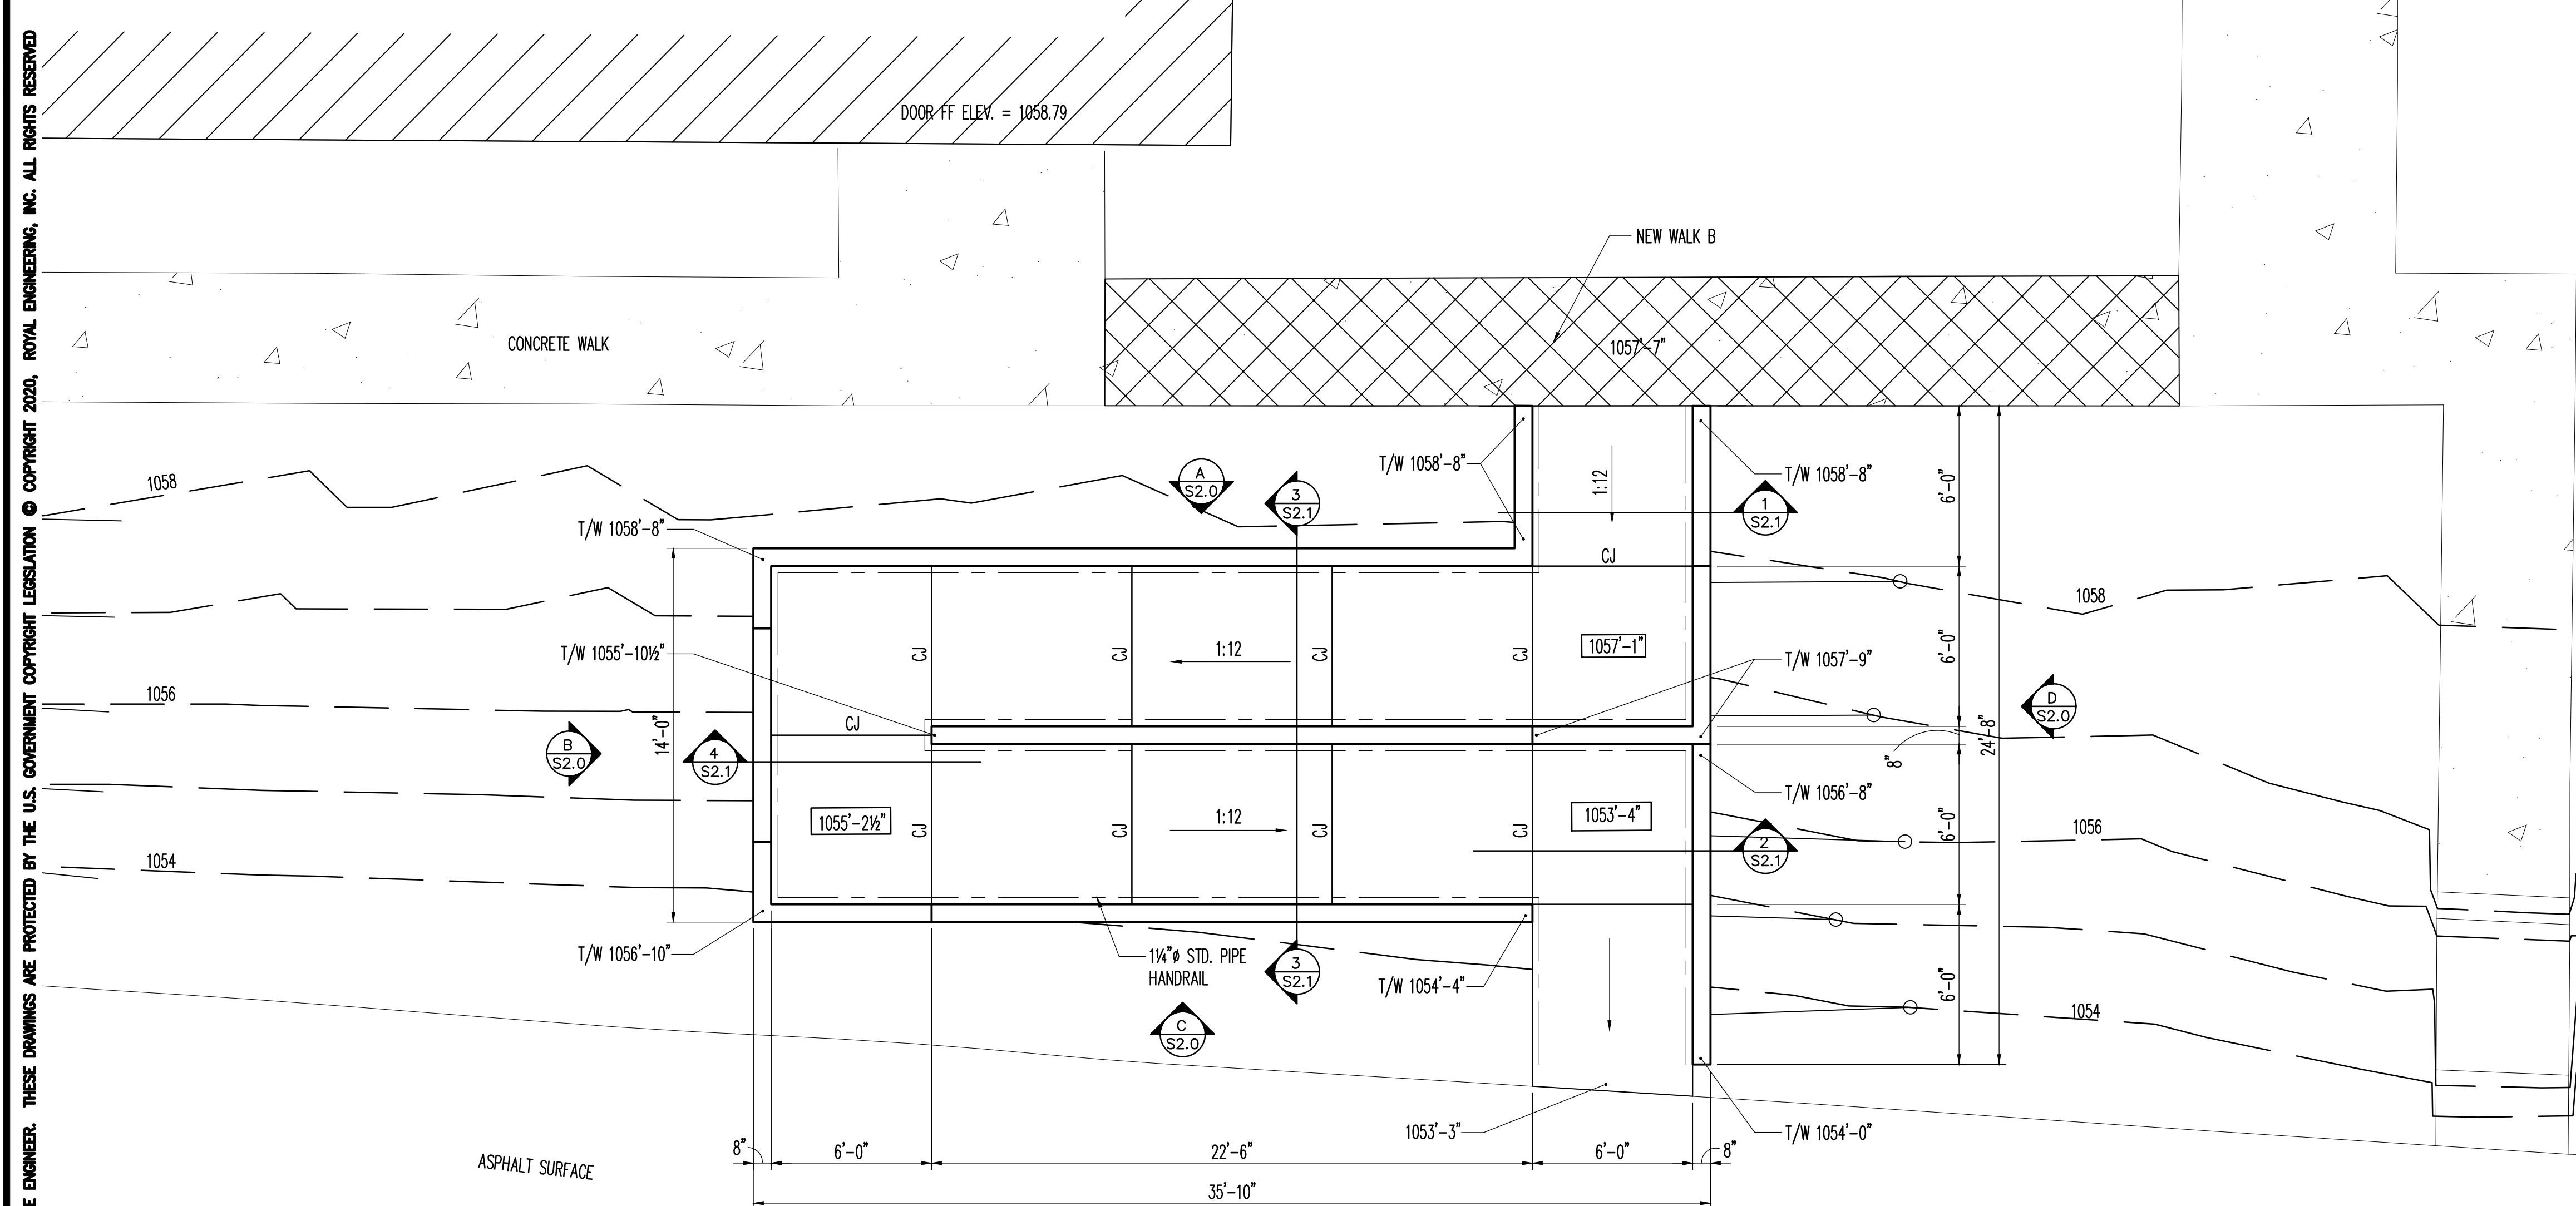 E ENGINEER.  THESE DRAWINGS ARE PROTECTED BY THE U.S. GOVERNMENT COPYRIGHT LEGISLATION © COPYRIGHT 2020,  ROYAL ENGINEERING, INC.  ALL RIGHTS RESERVED
DOOR FF ELEV. = 1058.79
NEW WALK B
CONCRETE WALK
1057'-7"
T/W 1058'-8"
T/W 1058'-8"
1:12
6'-0"
1058
A
S2.0
3
S2.1
1
S2.1
T/W 1058'-8"
CJ
1058
T/W 1055'-10½"
CJ
CJ
1:12
CJ
CJ
1057'-1"
6'-0"
T/W 1057'-9"
1056
D
S2.0
14'-0"
CJ
B
S2.0
4
S2.1
8"
24'-8"
T/W 1056'-8"
1055'-2½"
CJ
CJ
1:12
CJ
CJ
1053'-4"
6'-0"
1056
2
S2.1
1054
T/W 1056'-10"
1¼"ø STD. PIPE
HANDRAIL
3
S2.1
T/W 1054'-4"
6'-0"
1054
C
S2.0
1053'-3"
T/W 1054'-0"
ASPHALT SURFACE
8"
6'-0"
22'-6"
6'-0"
8"
35'-10"